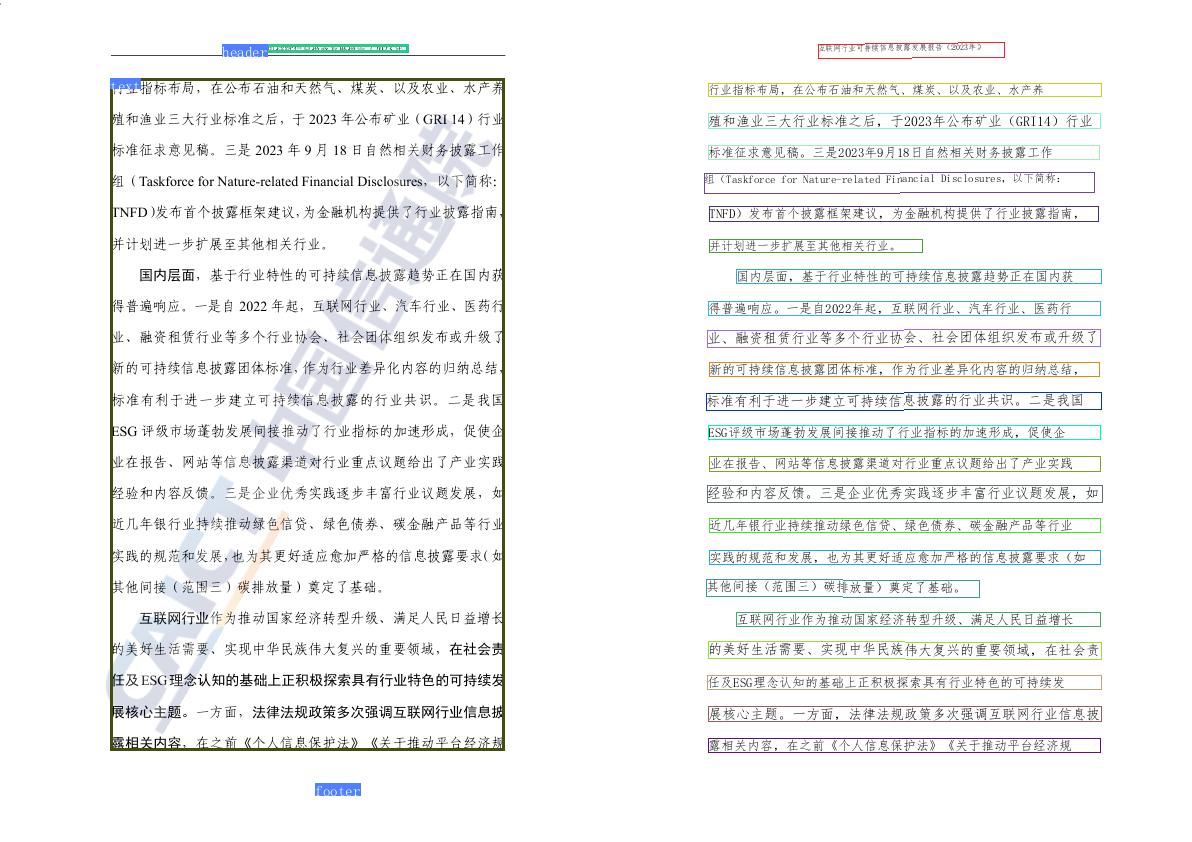 header
text
行业指标布局，在公布石油和天然气、煤炭、以及农业、水产养
殖和渔业三大行业标准之后，于 2023 年公布矿业（GRI 14）行业
标准征求意见稿。三是 2023 年 9 月 18 日自然相关财务披露工作
组（Taskforce for Nature-related Financial Disclosures，以下简称：
TNFD）发布首个披露框架建议，为金融机构提供了行业披露指南，
并计划进一步扩展至其他相关行业。
国内层面，基于行业特性的可持续信息披露趋势正在国内获
得普遍响应。一是自 2022 年起，互联网行业、汽车行业、医药行
业、融资租赁行业等多个行业协会、社会团体组织发布或升级了
新的可持续信息披露团体标准，作为行业差异化内容的归纳总结，
标准有利于进一步建立可持续信息披露的行业共识。二是我国
ESG 评级市场蓬勃发展间接推动了行业指标的加速形成，促使企
业在报告、网站等信息披露渠道对行业重点议题给出了产业实践
经验和内容反馈。三是企业优秀实践逐步丰富行业议题发展，如
近几年银行业持续推动绿色信贷、绿色债券、碳金融产品等行业
实践的规范和发展，也为其更好适应愈加严格的信息披露要求（如
其他间接（范围三）碳排放量）奠定了基础。
互联网行业作为推动国家经济转型升级、满足人民日益增长
的美好生活需要、实现中华民族伟大复兴的重要领域，在社会责
任及 ESG 理念认知的基础上正积极探索具有行业特色的可持续发
展核心主题。一方面，法律法规政策多次强调互联网行业信息披
露相关内容，在之前《个人信息保护法》《关于推动平台经济规
CAICT 中国信通院
footer
互联网行业可持续信息披露发展报告（2023年）
行业指标布局，在公布石油和天然气、煤炭、以及农业、水产养
殖和渔业三大行业标准之后，于2023年公布矿业（GRI14）行业
标准征求意见稿。三是2023年9月18日自然相关财务披露工作
组（Taskforce for Nature-related Financial Disclosures，以下简称：
TNFD）发布首个披露框架建议，为金融机构提供了行业披露指南，
并计划进一步扩展至其他相关行业。
国内层面，基于行业特性的可持续信息披露趋势正在国内获
得普遍响应。一是自2022年起，互联网行业、汽车行业、医药行
业、融资租赁行业等多个行业协会、社会团体组织发布或升级了
新的可持续信息披露团体标准，作为行业差异化内容的归纳总结，
标准有利于进一步建立可持续信息披露的行业共识。二是我国
ESG评级市场蓬勃发展间接推动了行业指标的加速形成，促使企
业在报告、网站等信息披露渠道对行业重点议题给出了产业实践
经验和内容反馈。三是企业优秀实践逐步丰富行业议题发展，如
近几年银行业持续推动绿色信贷、绿色债券、碳金融产品等行业
实践的规范和发展，也为其更好适应愈加严格的信息披露要求（如
其他间接（范围三）碳排放量）奠定了基础。
互联网行业作为推动国家经济转型升级、满足人民日益增长
的美好生活需要、实现中华民族伟大复兴的重要领域，在社会责
任及ESG理念认知的基础上正积极探索具有行业特色的可持续发
展核心主题。一方面，法律法规政策多次强调互联网行业信息披
露相关内容，在之前《个人信息保护法》《关于推动平台经济规